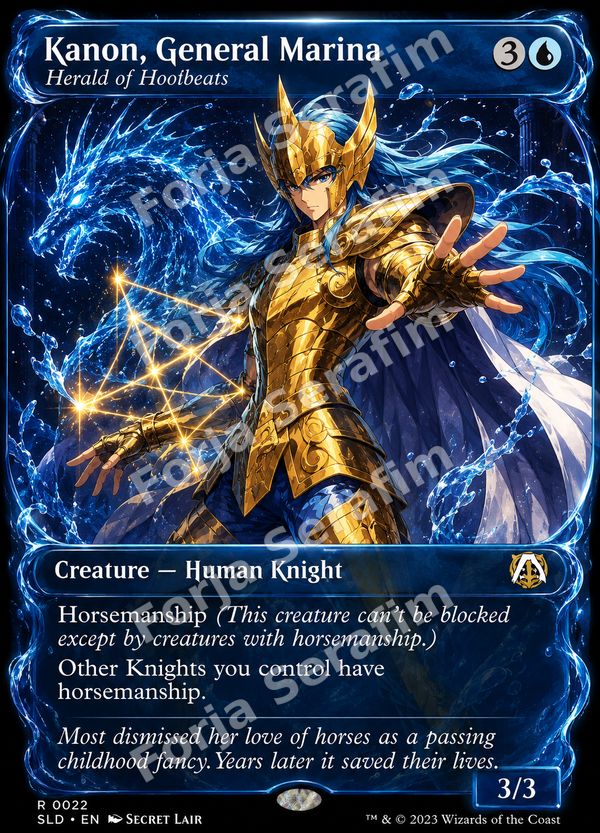 Kanon, General Marina
3
Herald of Hoofbeats
Forja Serafim
Forja Serafim
Forja Serafim
Forja Serafim
Forja Serafim
Creature — Human Knight
Horsemanship (This creature can't be blocked
except by creatures with horsemanship.)
Other Knights you control have
horsemanship.
Most dismissed her love of horses as a passing
childhood fancy. Years later it saved their lives.
3/3
R 0022
SLD • EN Secret Lair
™ & © 2023 Wizards of the Coast